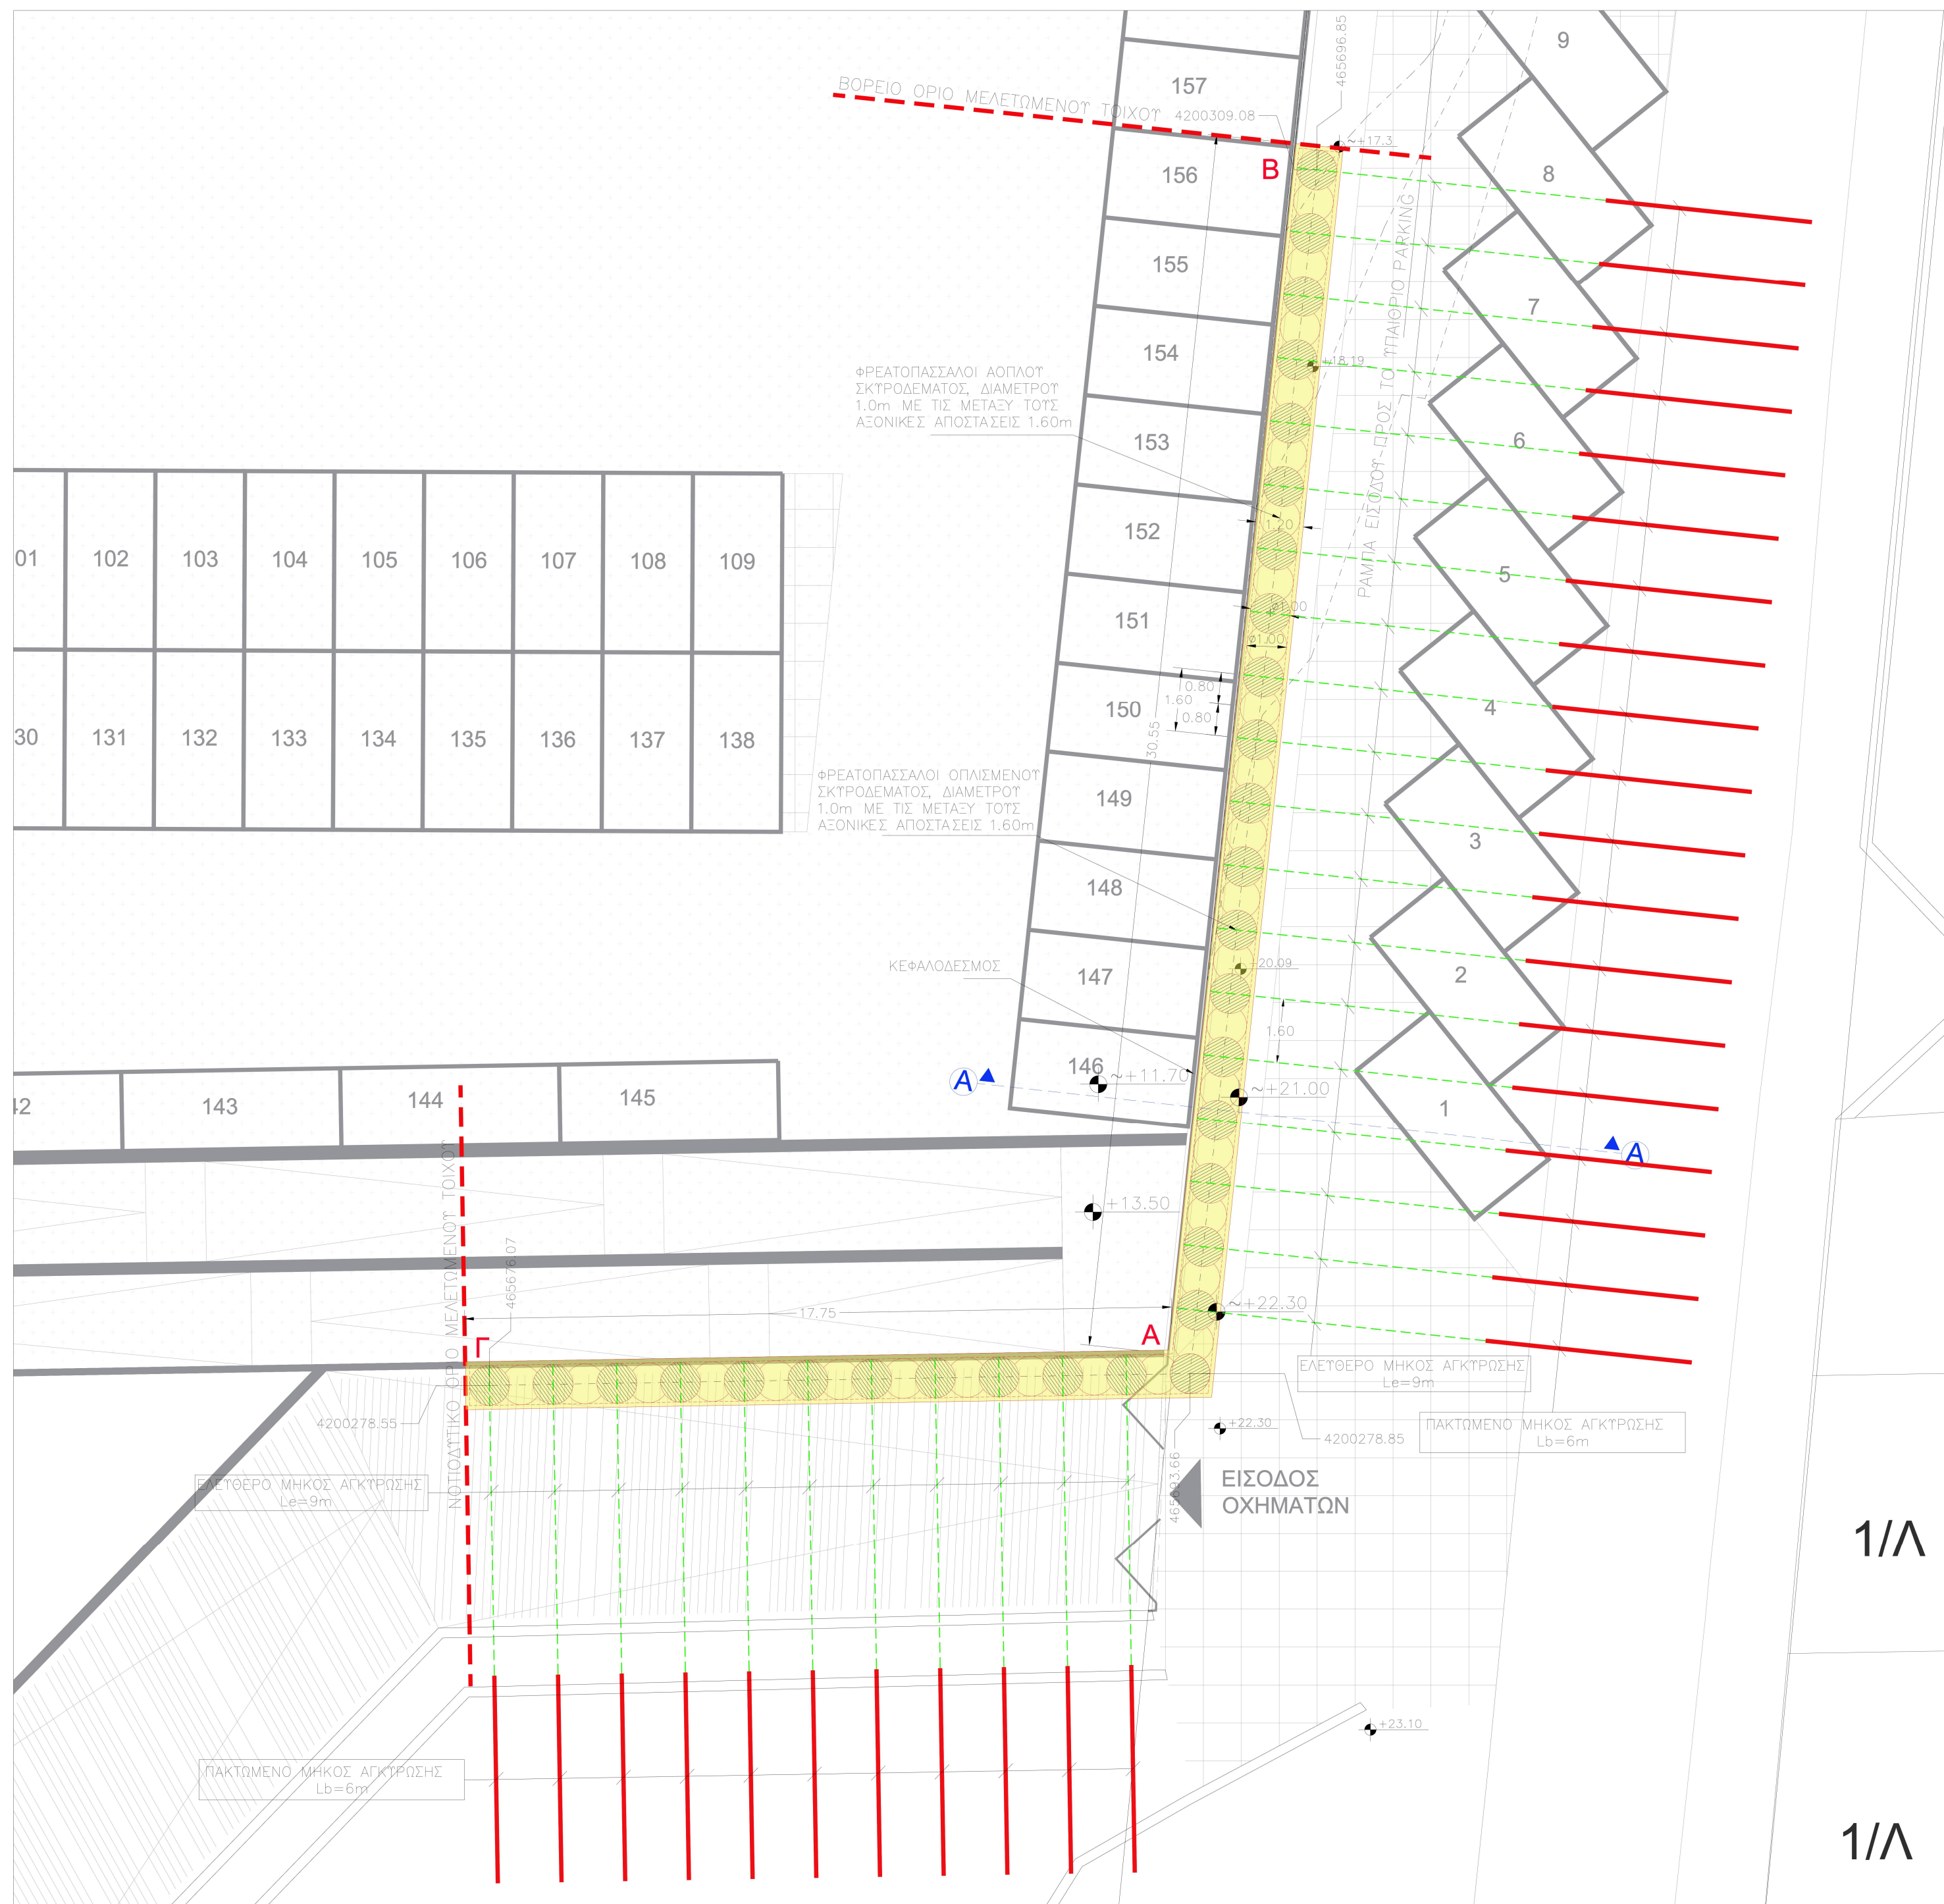 9
465696.85
157
ΒΟΡΕΙΟ ΟΡΙΟ ΜΕΛΕΤΩΜΕΝΟΥ ΤΟΙΧΟΥ
4200309.08
~+17.3
8
B
156
155
7
ΡΑΜΠΑ ΕΙΣΟΔΟΥ ΠΡΟΣ ΤΟ ΥΠΑΙΘΡΙΟ PARKING
154
+18.19
ΦΡΕΑΤΟΠΑΣΣΑΛΟΙ ΑΟΠΛΟΥ
ΣΚΥΡΟΔΕΜΑΤΟΣ, ΔΙΑΜΕΤΡΟΥ
1.0m ΜΕ ΤΙΣ ΜΕΤΑΞΥ ΤΟΥΣ
ΑΞΟΝΙΚΕΣ ΑΠΟΣΤΑΣΕΙΣ 1.60m
153
6
152
1.20
01
102
103
104
105
106
107
108
109
5
151
ø1.00
ø1.00
150
0.80
1.60
0.80
30.55
4
30
131
132
133
134
135
136
137
138
ΦΡΕΑΤΟΠΑΣΣΑΛΟΙ ΟΠΛΙΣΜΕΝΟΥ
ΣΚΥΡΟΔΕΜΑΤΟΣ, ΔΙΑΜΕΤΡΟΥ
1.0m ΜΕ ΤΙΣ ΜΕΤΑΞΥ ΤΟΥΣ
ΑΞΟΝΙΚΕΣ ΑΠΟΣΤΑΣΕΙΣ 1.60m
149
3
148
ΚΕΦΑΛΟΔΕΣΜΟΣ
147
+20.09
2
1.60
146
~+11.70
A
~+21.00
1
A
42
143
144
145
+13.50
ΝΟΤΙΟΔΥΤΙΚΟ ΟΡΙΟ ΜΕΛΕΤΩΜΕΝΟΥ ΤΟΙΧΟΥ
465676.07
17.75
~+22.30
Γ
A
ΕΛΕΥΘΕΡΟ ΜΗΚΟΣ ΑΓΚΥΡΩΣΗΣ
Le=9m
4200278.55
+22.30
4200278.85
ΠΑΚΤΩΜΕΝΟ ΜΗΚΟΣ ΑΓΚΥΡΩΣΗΣ
Lb=6m
465693.66
ΕΛΕΥΘΕΡΟ ΜΗΚΟΣ ΑΓΚΥΡΩΣΗΣ
Le=9m
ΕΙΣΟΔΟΣ
ΟΧΗΜΑΤΩΝ
1/Λ
+23.10
ΠΑΚΤΩΜΕΝΟ ΜΗΚΟΣ ΑΓΚΥΡΩΣΗΣ
Lb=6m
1/Λ